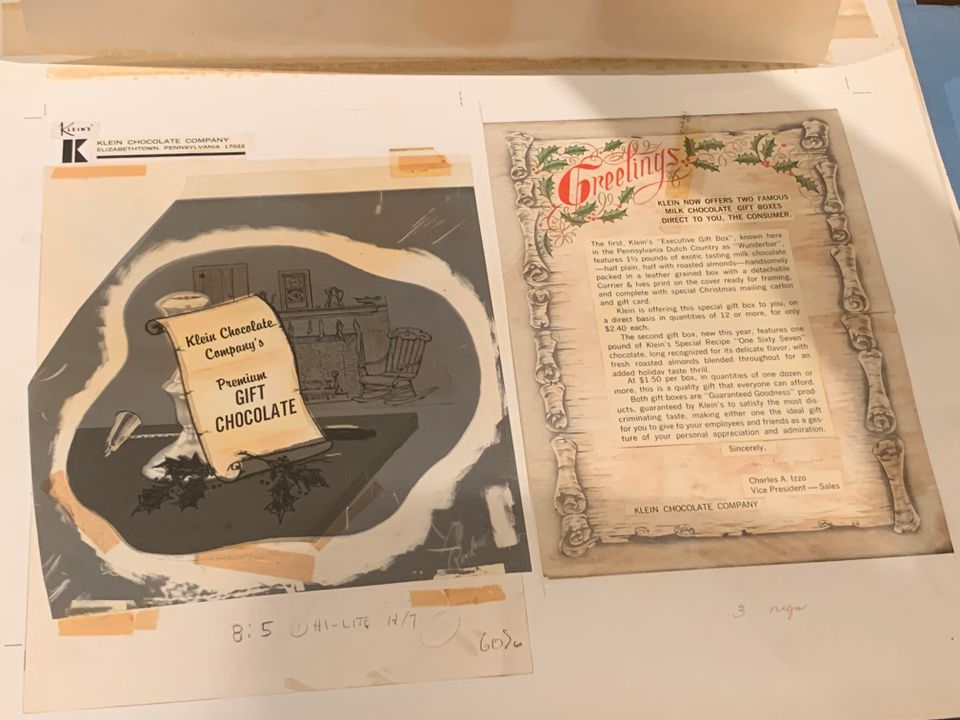 KLEIN'S
K
KLEIN CHOCOLATE COMPANY
ELIZABETHTOWN, PENNSYLVANIA 17022
Klein Chocolate
Company's
Premium
GIFT
CHOCOLATE
8:5 HI-LITE H/T
60%
Greetings
KLEIN NOW OFFERS TWO FAMOUS
MILK CHOCOLATE GIFT BOXES
DIRECT TO YOU, THE CONSUMER.
The first, Klein's "Executive Gift Box", known here
in the Pennsylvania Dutch Country as "Wunderbar",
features 1½ pounds of exotic tasting milk chocolate
—half plain, half with roasted almonds—handsomely
packed in a leather grained box with a detachable
Currier & Ives print on the cover ready for framing,
and complete with special Christmas mailing carton
and gift card.
Klein is offering this special gift box to you, on
a direct basis in quantities of 12 or more, for only
$2.40 each.
The second gift box, new this year, features one
pound of Klein's Special Recipe "One Sixty Seven"
chocolate, long recognized for its delicate flavor, with
fresh roasted almonds blended throughout for an
added holiday taste thrill.
At $1.50 per box, in quantities of one dozen or
more, this is a quality gift that everyone can afford.
Both gift boxes are "Guaranteed Goodness" prod-
ucts, guaranteed by Klein's to satisfy the most dis-
criminating taste, making either one the ideal gift
for you to give to your employees and friends as a ges-
ture of your personal appreciation and admiration.
Sincerely,
Charles A. Izzo
Vice President — Sales
KLEIN CHOCOLATE COMPANY
3 negs